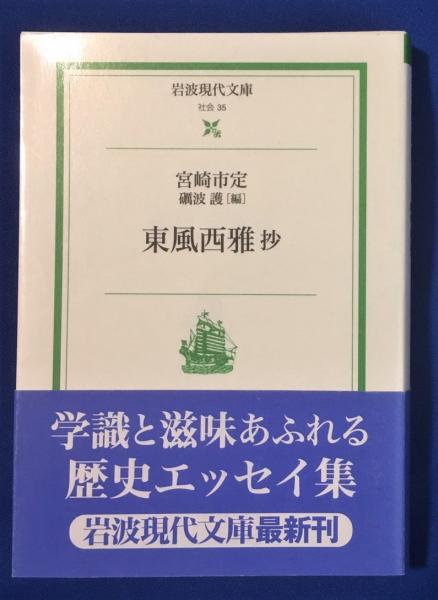 岩波現代文庫
社会 35
宮崎市定
礪波 護[編]
東風西雅 抄
学識と滋味あふれる
歴史エッセイ集
岩波現代文庫最新刊